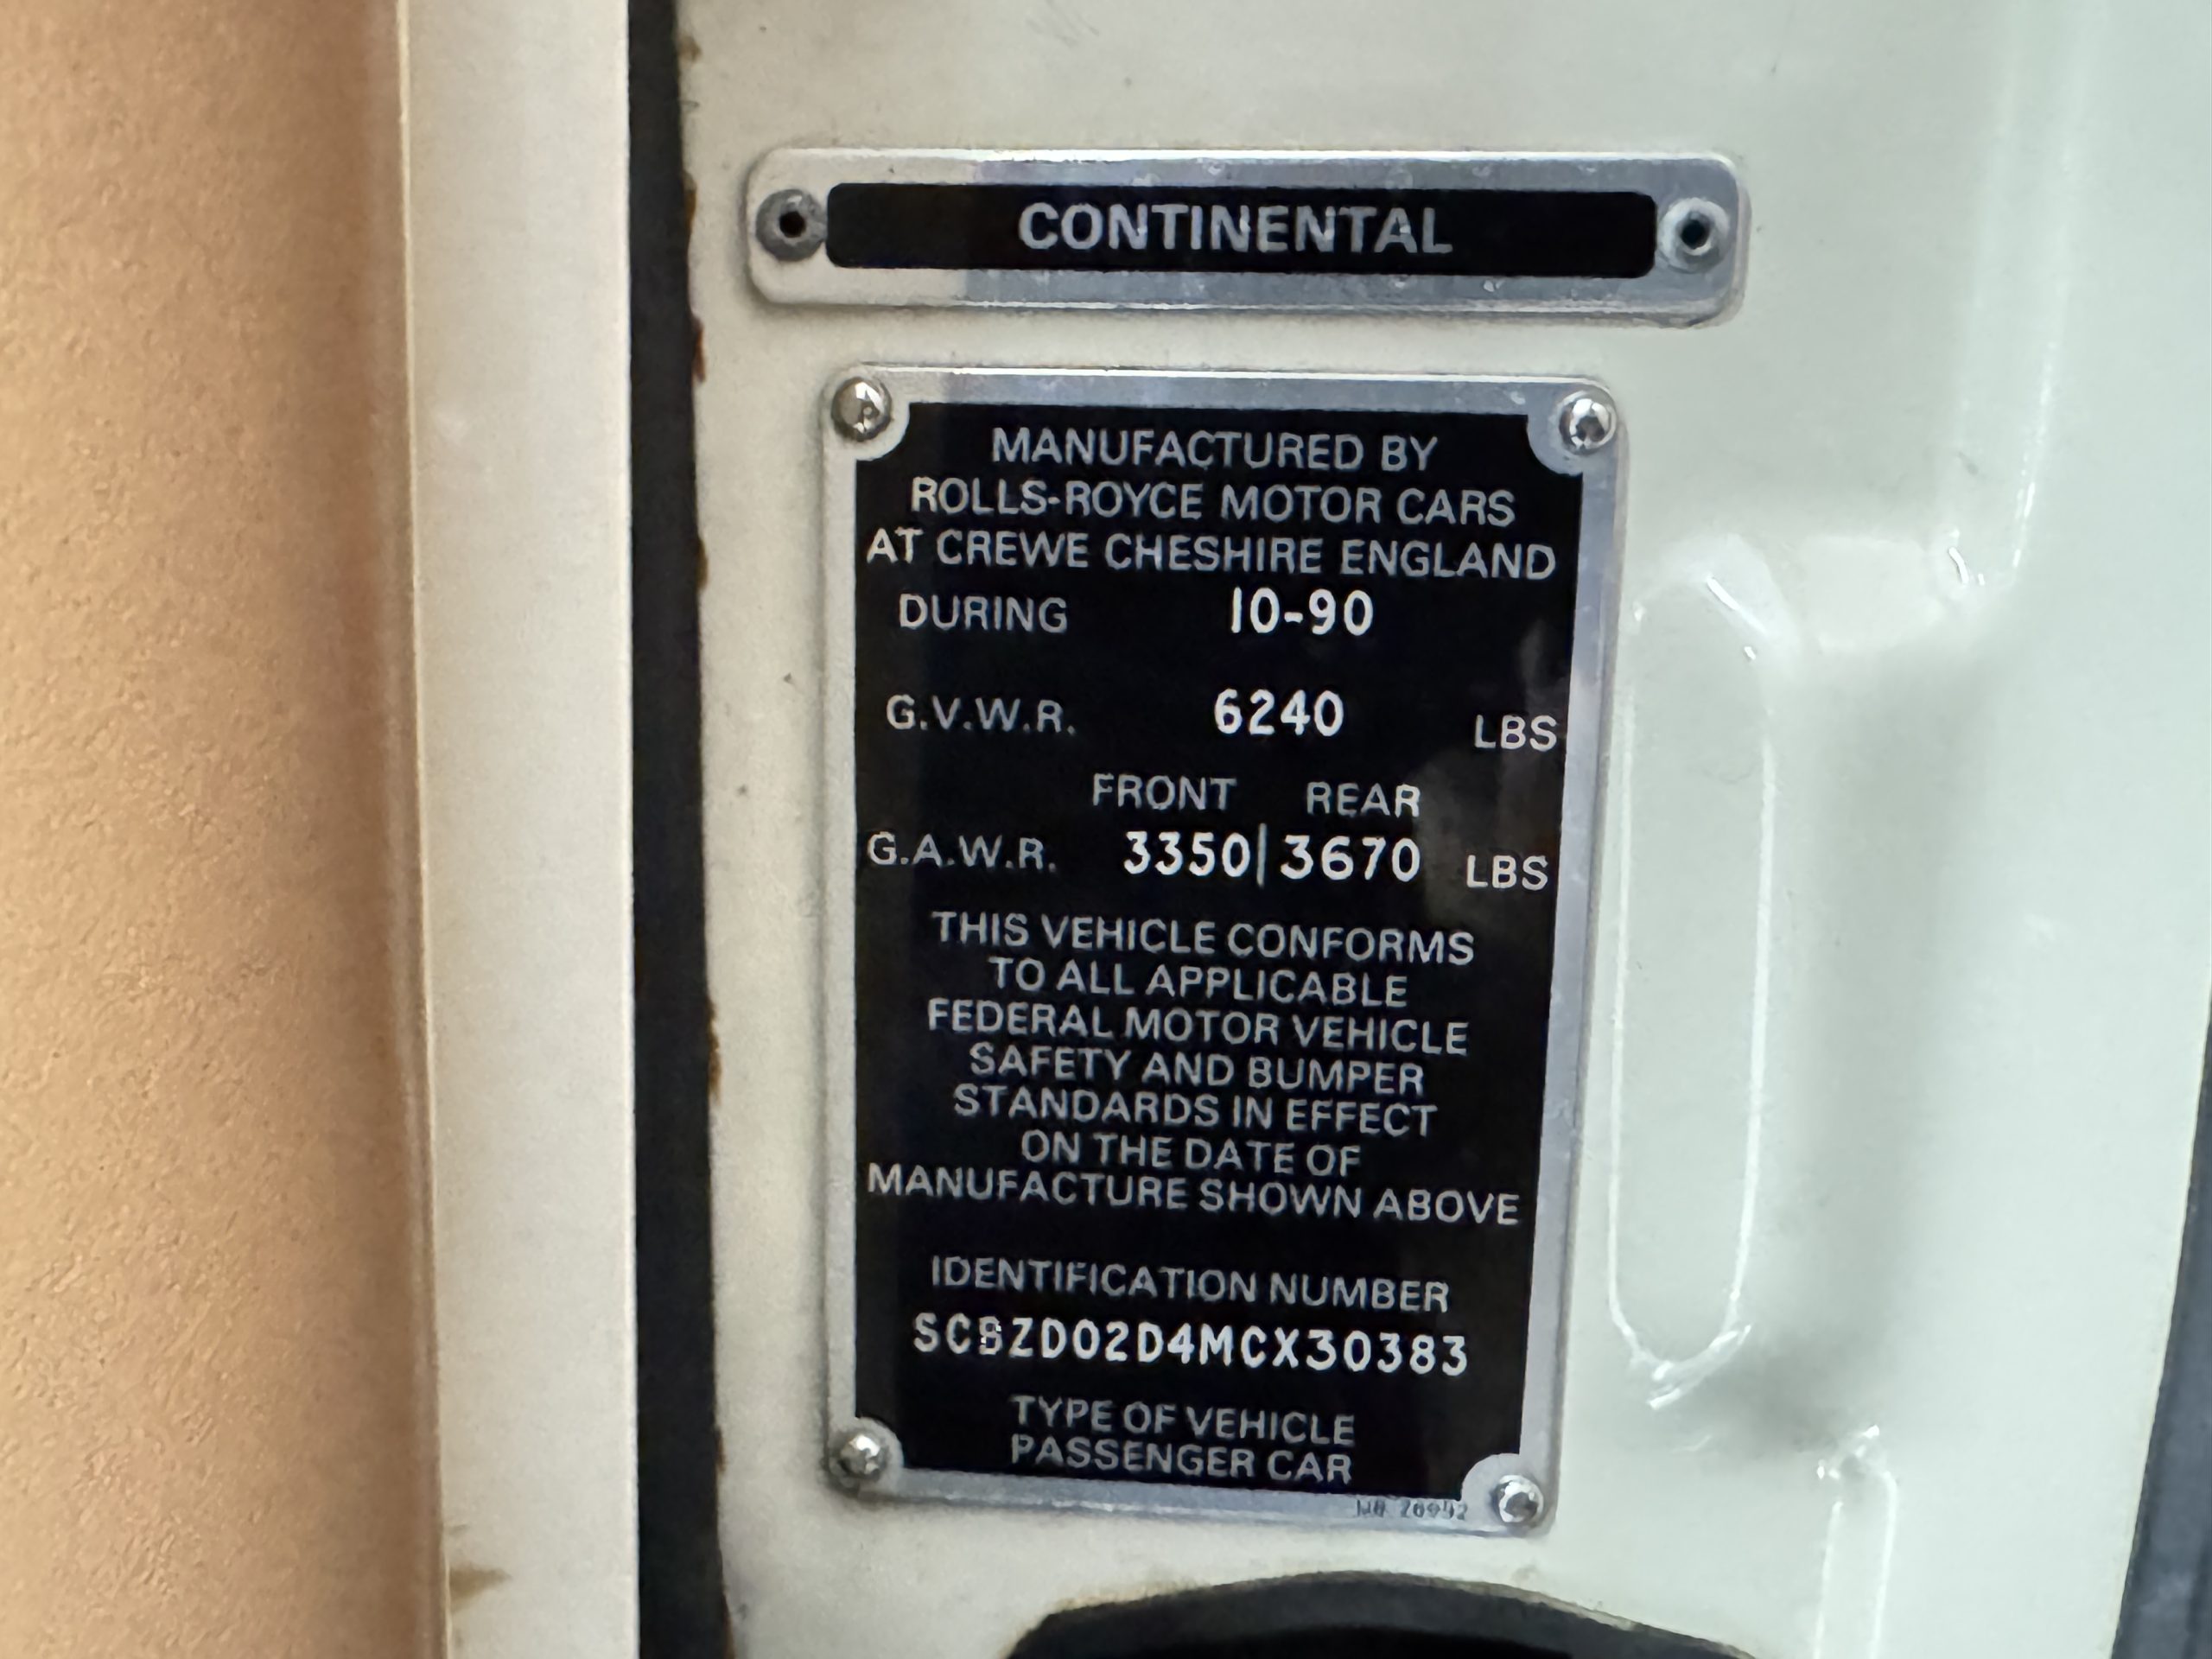 CONTINENTAL
MANUFACTURED BY
ROLLS-ROYCE MOTOR CARS
AT CREWE CHESHIRE ENGLAND
DURING 10-90
G.V.W.R. 6240 LBS
FRONT REAR
G.A.W.R. 3350|3670 LBS
THIS VEHICLE CONFORMS
TO ALL APPLICABLE
FEDERAL MOTOR VEHICLE
SAFETY AND BUMPER
STANDARDS IN EFFECT
ON THE DATE OF
MANUFACTURE SHOWN ABOVE
IDENTIFICATION NUMBER
SCBZD02D4MCX30383
TYPE OF VEHICLE
PASSENGER CAR